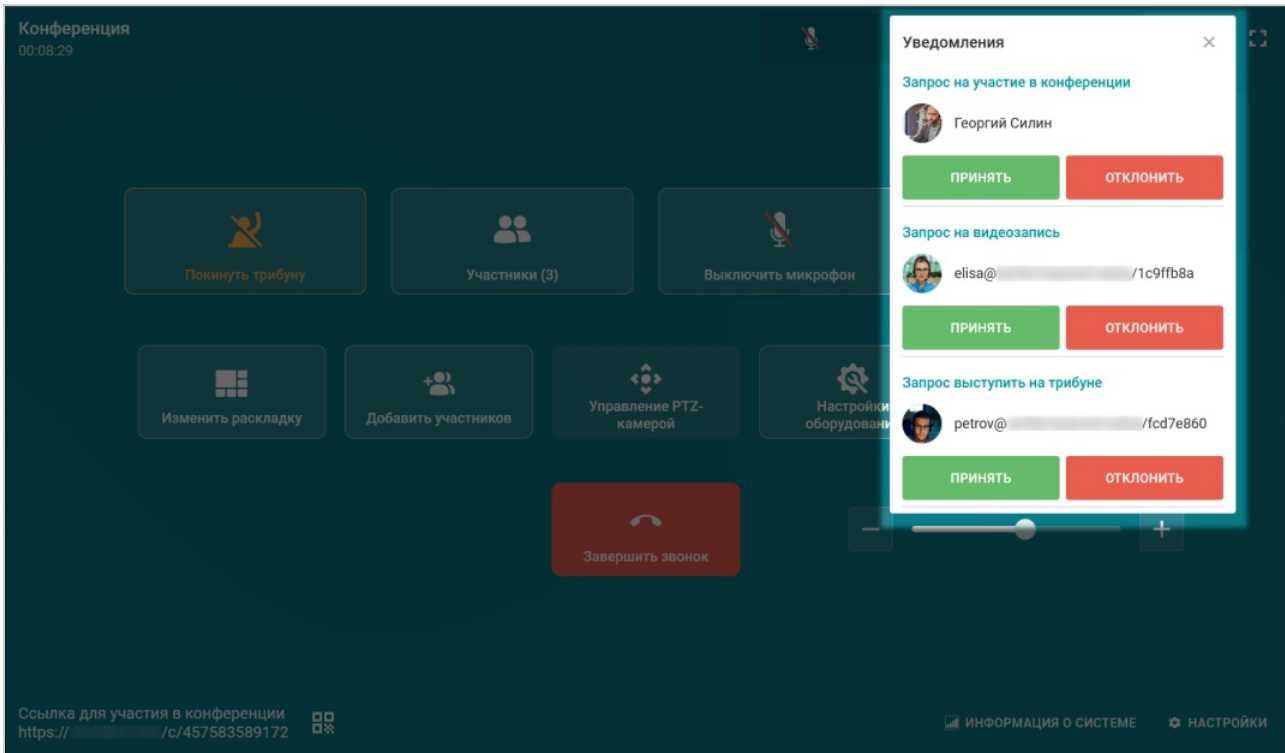 Конференция
00:08:29
Уведомления
Запрос на участие в конференции
Георгий Силин
ПРИНЯТЬ ОТКЛОНИТЬ
Запрос на видеозапись
elisa@ /1c9ffb8a
ПРИНЯТЬ ОТКЛОНИТЬ
Запрос выступить на трибуне
petrov@ /fcd7e860
ПРИНЯТЬ ОТКЛОНИТЬ
Покинуть трибуну
Участники (3)
Выключить микрофон
Изменить раскладку
Добавить участников
Управление PTZ-
камерой
Настройки
Завершить звонок
Ссылка для участия в конференции
https:// /c/457583589172
ИНФОРМАЦИЯ О СИСТЕМЕ
НАСТРОЙКИ